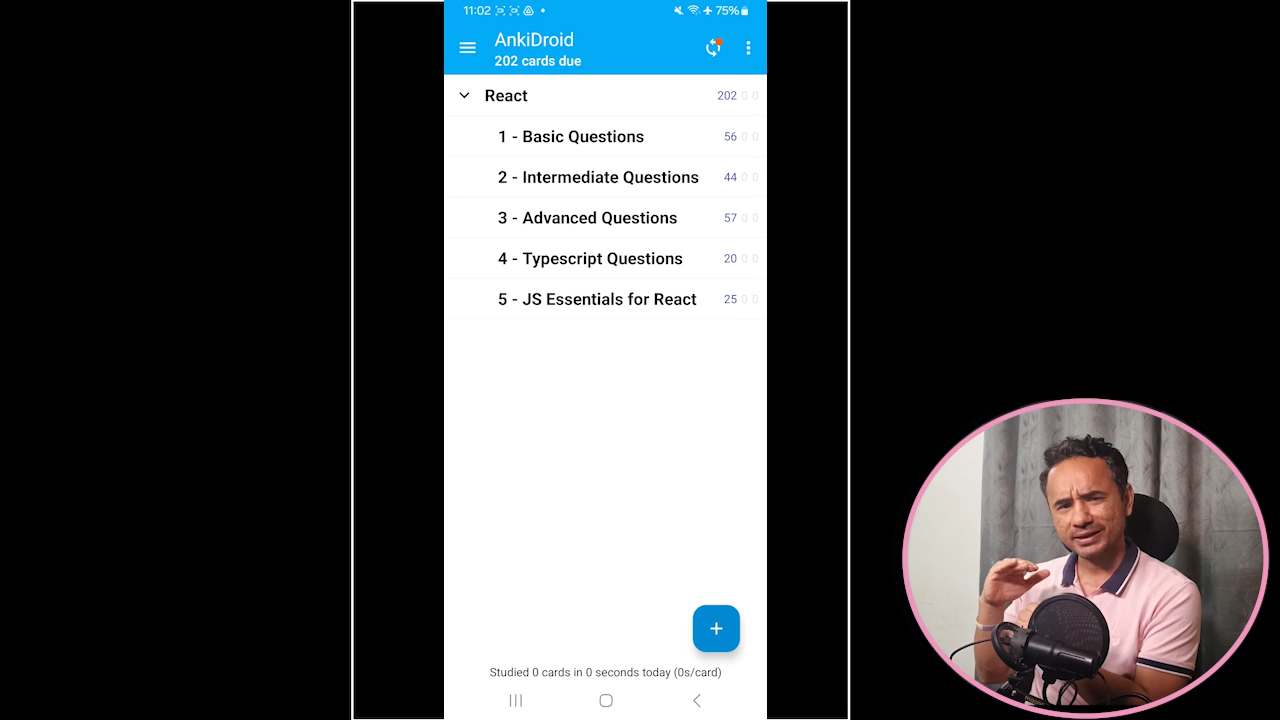 11:02 75%
AnkiDroid
202 cards due
React 202 0 0
1 - Basic Questions 56 0 0
2 - Intermediate Questions 44 0 0
3 - Advanced Questions 57 0 0
4 - Typescript Questions 20 0 0
5 - JS Essentials for React 25 0 0
+
Studied 0 cards in 0 seconds today (0s/card)